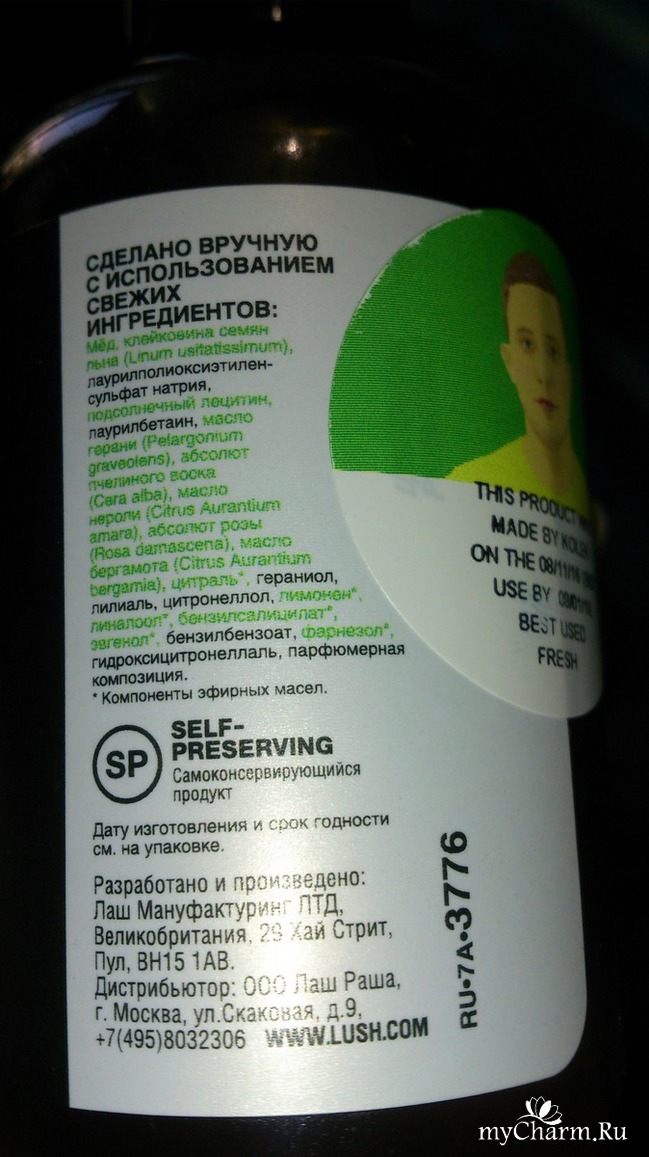 СДЕЛАНО ВРУЧНУЮ
С ИСПОЛЬЗОВАНИЕМ
СВЕЖИХ
ИНГРЕДИЕНТОВ:
Мёд, клейковина семян
льна (Linum usitatissimum),
лаурилполиоксиэтилен-
сульфат натрия,
подсолнечный лецитин,
лаурилбетаин, масло
герани (Pelargonium
graveolens), абсолют
пчелиного воска
(Cera alba), масло
нероли (Citrus Aurantium
amara), абсолют розы
(Rosa damascena), масло
бергамота (Citrus Aurantium
bergamia), цитраль*, гераниол,
лилиаль, цитронеллол, лимонен*,
линалоол*, бензилсалицилат*,
эвгенол*, бензилбензоат, фарнезол*,
гидроксицитронеллаль, парфюмерная
композиция.
* Компоненты эфирных масел.
SP
SELF-
PRESERVING
Самоконсервирующийся
продукт
Дату изготовления и срок годности
см. на упаковке.
Разработано и произведено:
Лаш Мануфактуринг ЛТД,
Великобритания, 29 Хай Стрит,
Пул, BH15 1AB.
Дистрибьютор: ООО Лаш Раша,
г. Москва, ул.Скаковая, д.9,
+7(495)8032306 WWW.LUSH.COM
RU•7A•3776
THIS PRODUCT
MADE BY
ON THE 08/11/16
USE BY
BEST USED
FRESH
myCharm.Ru